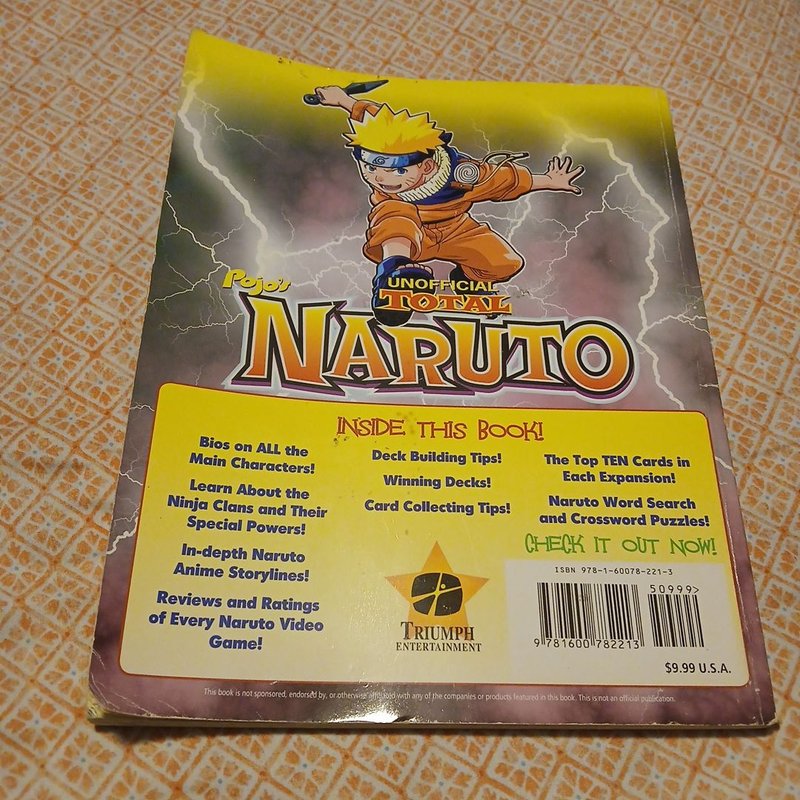 Pojo's
UNOFFICIAL
TOTAL
NARUTO
INSIDE THIS BOOK!
Bios on ALL the
Main Characters!
Learn About the
Ninja Clans and Their
Special Powers!
In-depth Naruto
Anime Storylines!
Reviews and Ratings
of Every Naruto Video
Game!
Deck Building Tips!
Winning Decks!
Card Collecting Tips!
The Top TEN Cards in
Each Expansion!
Naruto Word Search
and Crossword Puzzles!
CHECK IT OUT NOW!
TRIUMPH
ENTERTAINMENT
ISBN 978-1-60078-221-3
50999>
9 781600 782213
$9.99 U.S.A.
This book is not sponsored, endorsed by, or otherwise affiliated with any of the companies or products featured in this book. This is not an official publication.